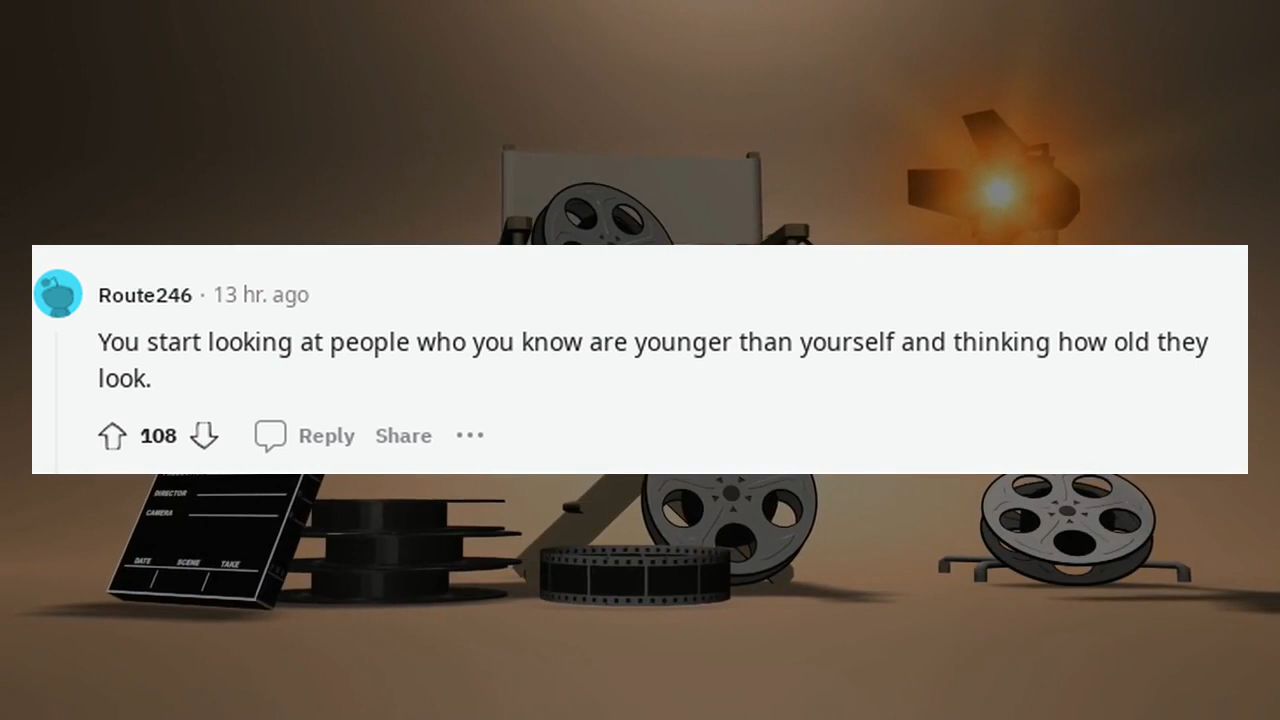 Route246 · 13 hr. ago
You start looking at people who you know are younger than yourself and thinking how old they
look.
108 Reply Share ···
DIRECTOR
CAMERA
DATE SCENE TAKE